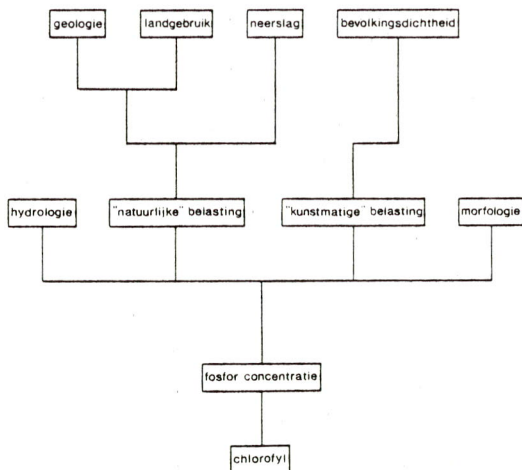 geologie landgebruik neerslag bevolkingsdichtheid
hydrologie "natuurlijke" belasting "kunstmatige" belasting morfologie
fosfor concentratie
chlorofyl